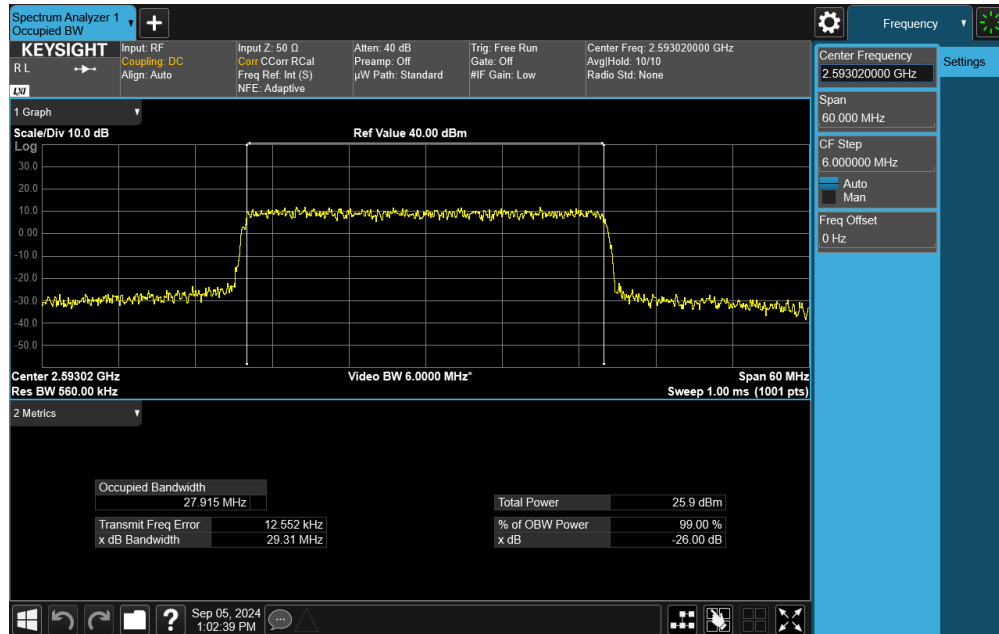 Spectrum Analyzer 1
Occupied BW
Frequency
KEYSIGHT
R L
LXI
Input: RF
Coupling: DC
Align: Auto
Input Z: 50 Ω
Corr CCorr RCal
Freq Ref: Int (S)
NFE: Adaptive
Atten: 40 dB
Preamp: Off
µW Path: Standard
Trig: Free Run
Gate: Off
#IF Gain: Low
Center Freq: 2.593020000 GHz
Avg|Hold: 10/10
Radio Std: None
Center Frequency
2.593020000 GHz
Settings
Span
60.000 MHz
CF Step
6.000000 MHz
Auto
Man
Freq Offset
0 Hz
1 Graph
Scale/Div 10.0 dB
Ref Value 40.00 dBm
Log
30.0
20.0
10.0
0.00
-10.0
-20.0
-30.0
-40.0
-50.0
Center 2.59302 GHz
Video BW 6.0000 MHz*
Span 60 MHz
Res BW 560.00 kHz
Sweep 1.00 ms (1001 pts)
2 Metrics
Occupied Bandwidth
27.915 MHz
Total Power 25.9 dBm
Transmit Freq Error 12.552 kHz
% of OBW Power 99.00 %
x dB Bandwidth 29.31 MHz
x dB -26.00 dB
Sep 05, 2024
1:02:39 PM